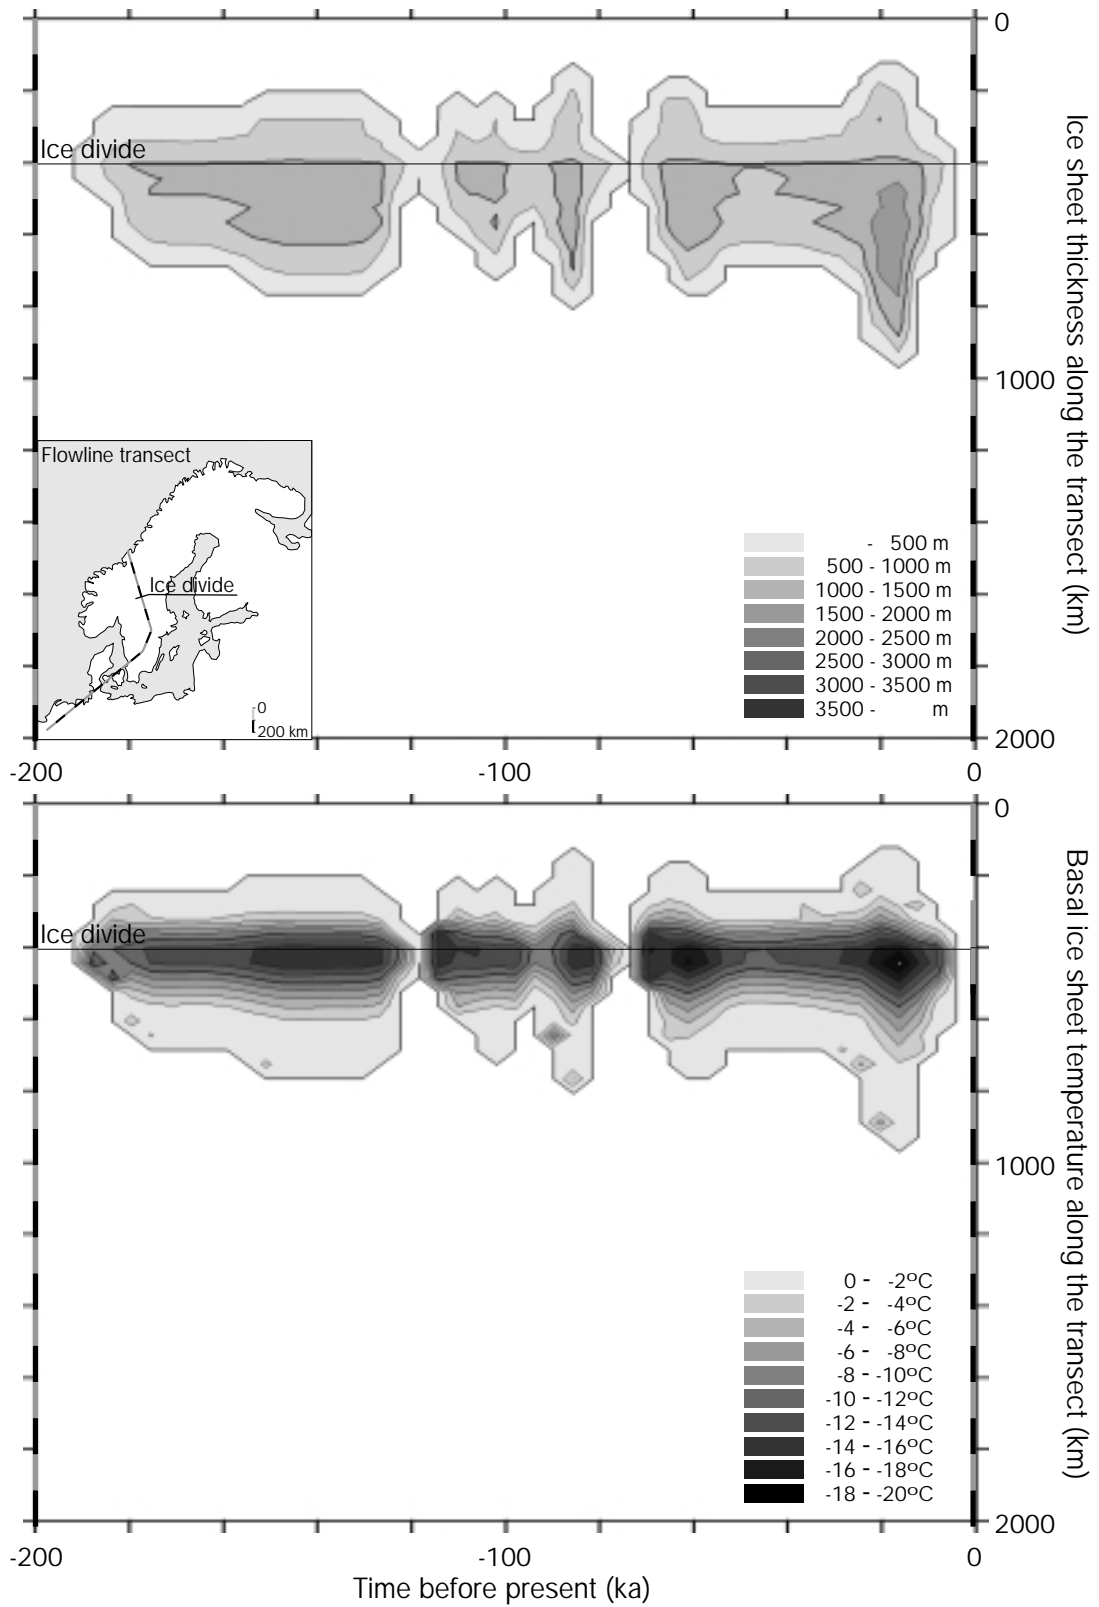 0
Ice divide
Ice sheet thickness along the transect (km)
1000
Flowline transect
Ice divide
0
200 km
- 500 m
500 - 1000 m
1000 - 1500 m
1500 - 2000 m
2000 - 2500 m
2500 - 3000 m
3000 - 3500 m
3500 - m
2000
-200
-100
0
0
Ice divide
Basal ice sheet temperature along the transect (km)
1000
0 - -2ºC
-2 - -4ºC
-4 - -6ºC
-6 - -8ºC
-8 - -10ºC
-10 - -12ºC
-12 - -14ºC
-14 - -16ºC
-16 - -18ºC
-18 - -20ºC
2000
-200
-100
0
Time before present (ka)